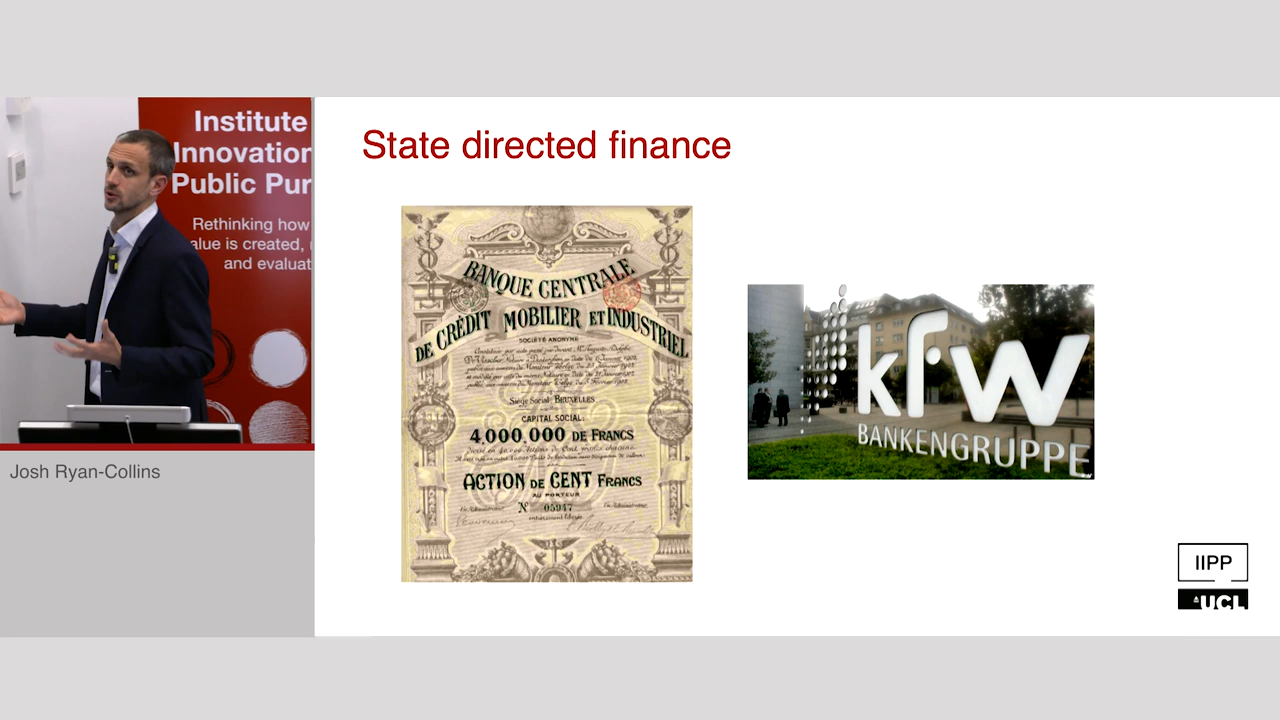 Institute
Innovation
Public Pur
Rethinking how
alue is created,
and evaluat
Josh Ryan-Collins
State directed finance
BANQUE CENTRALE
DE CRÉDIT MOBILIER ET INDUSTRIEL
SOCIÉTÉ ANONYME
Siège Social: BRUXELLES
CAPITAL SOCIAL:
4.000.000 DE FRANCS
ACTION DE CENT FRANCS
AU PORTEUR
N° 05947
entièrement libérée
kfw
BANKENGRUPPE
IIPP
UCL